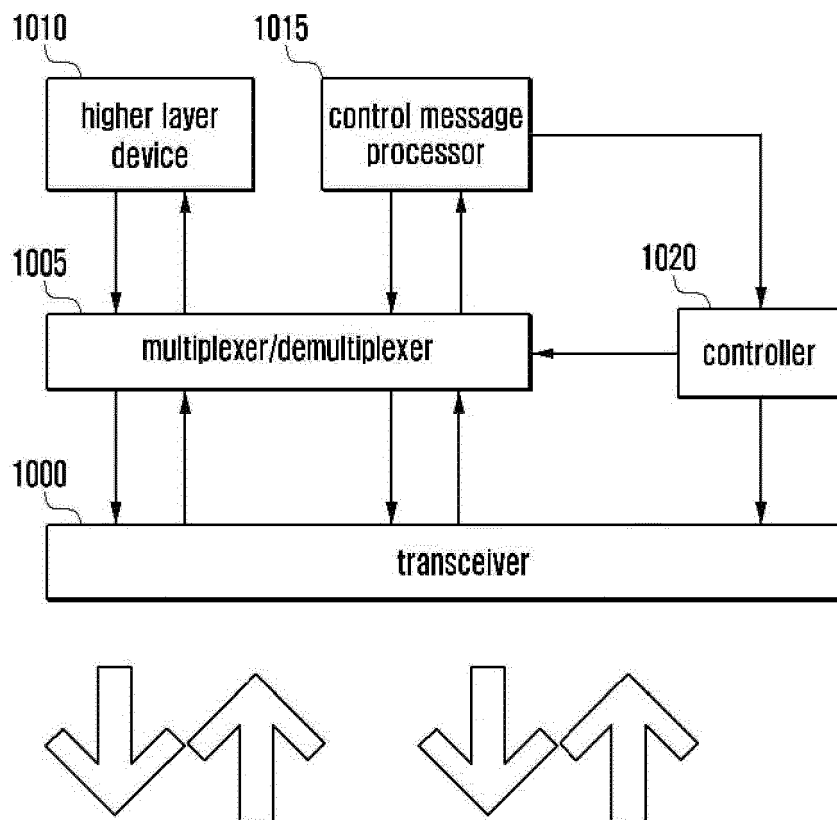 1010
1015
higher layer
device
control message
processor
1005
1020
multiplexer/demultiplexer
controller
1000
transceiver